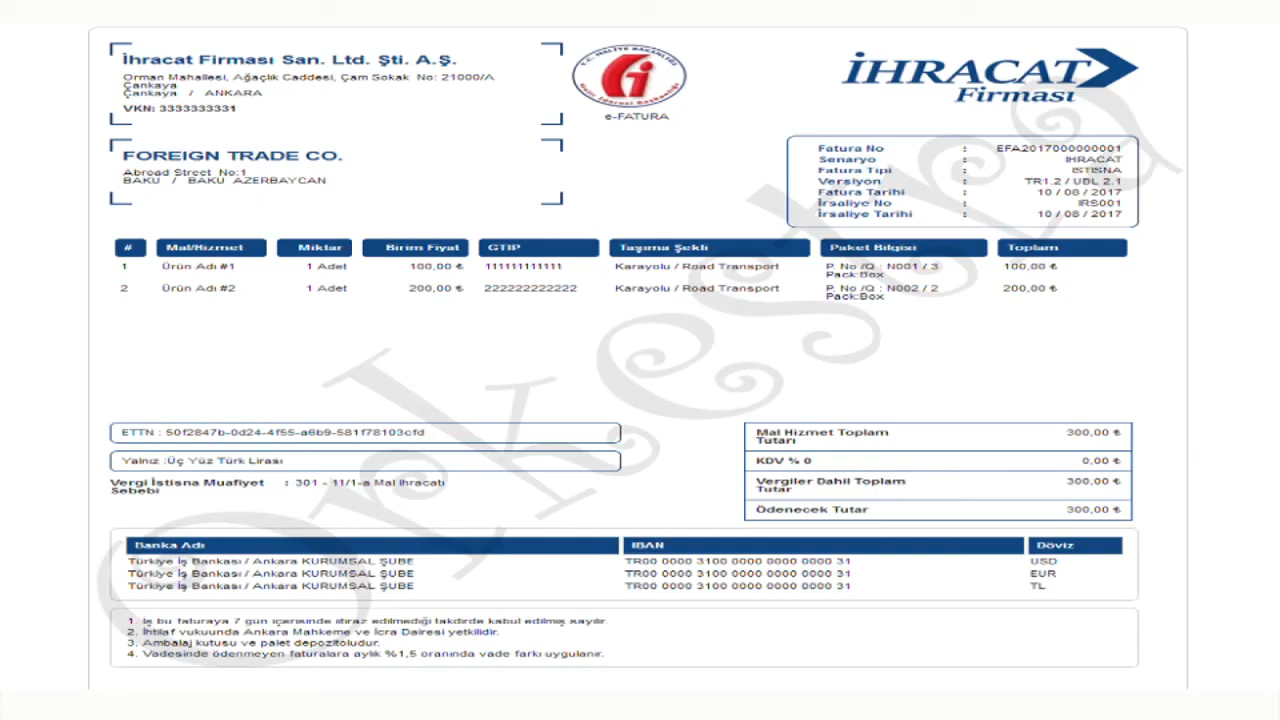 İhracat Firması San. Ltd. Şti. A.Ş.
Orman Mahallesi, Ağaçlık Caddesi, Çam Sokak No: 21000/A
Çankaya
Çankaya / ANKARA
VKN: 3333333331
T.C. MALİYE BAKANLIĞI
Gelir İdaresi Başkanlığı
e-FATURA
İHRACAT
Firması
FOREIGN TRADE CO.
Abroad Street No:1
BAKU / BAKU AZERBAYCAN
Fatura No : EFA2017000000001
Senaryo : IHRACAT
Fatura Tipi : ISTISNA
Versiyon : TR1.2 / UBL 2.1
Fatura Tarihi : 10 / 08 / 2017
İrsaliye No : IRS001
İrsaliye Tarihi : 10 / 08 / 2017
# Mal/Hizmet Miktar Birim Fiyat GTIP Taşıma Şekli Paket Bilgisi Toplam
1 Ürün Adı #1 1 Adet 100,00 ₺ 111111111111 Karayolu / Road Transport P. No /Q : N001 / 3 100,00 ₺
Pack:Box
2 Ürün Adı #2 1 Adet 200,00 ₺ 222222222222 Karayolu / Road Transport P. No /Q : N002 / 2 200,00 ₺
Pack:Box
Orkestra
ETTN : 50f2847b-0d24-4f55-a6b9-581f78103cfd
Yalnız :Üç Yüz Türk Lirası
Vergi İstisna Muafiyet : 301 - 11/1-a Mal ihracatı
Sebebi
Mal Hizmet Toplam 300,00 ₺
Tutarı
KDV % 0 0,00 ₺
Vergiler Dahil Toplam 300,00 ₺
Tutar
Ödenecek Tutar 300,00 ₺
Banka Adı IBAN Döviz
Türkiye İş Bankası / Ankara KURUMSAL ŞUBE TR00 0000 3100 0000 0000 0000 31 USD
Türkiye İş Bankası / Ankara KURUMSAL ŞUBE TR00 0000 3100 0000 0000 0000 31 EUR
Türkiye İş Bankası / Ankara KURUMSAL ŞUBE TR00 0000 3100 0000 0000 0000 31 TL
1. İş bu faturaya 7 gün içerisinde itiraz edilmediği takdirde kabul edilmiş sayılır.
2. İhtilaf vukuunda Ankara Mahkeme ve İcra Dairesi yetkilidir.
3. Ambalaj kutusu ve palet depozitoludur.
4. Vadesinde ödenmeyen faturalara aylık %1,5 oranında vade farkı uygulanır.